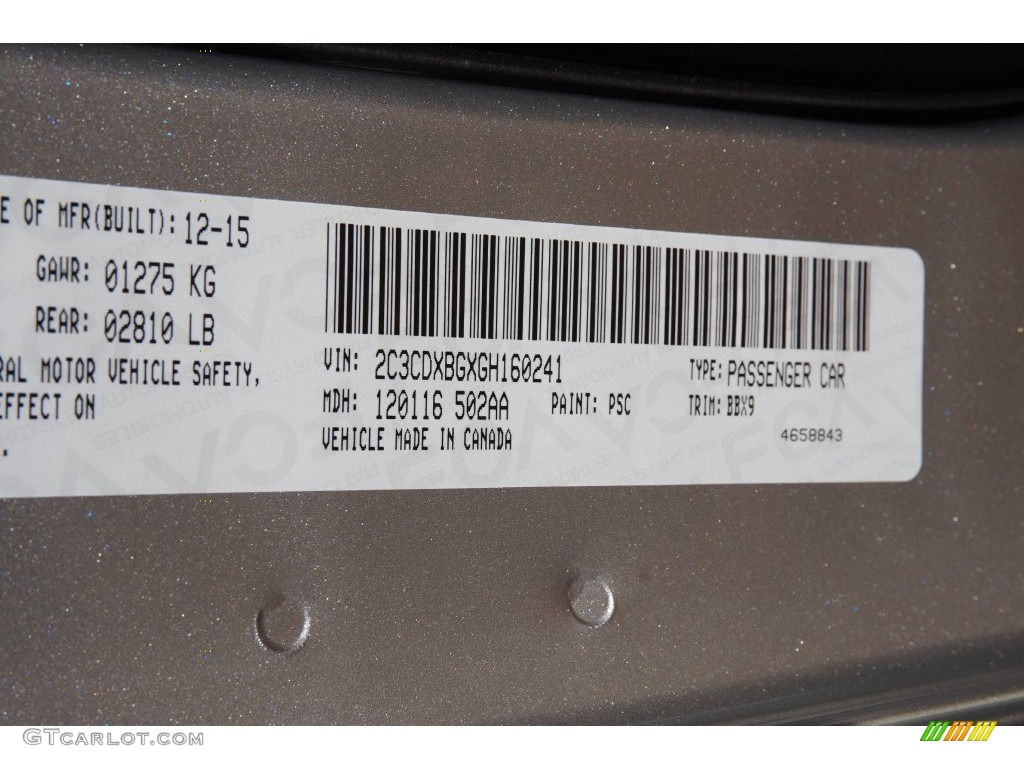 E OF MFR(BUILT): 12-15
GAWR: 01275 KG
REAR: 02810 LB
RAL MOTOR VEHICLE SAFETY,
EFFECT ON
VIN: 2C3CDXBGXGH160241
TYPE: PASSENGER CAR
MDH: 120116 502AA PAINT: PSC
TRIM: BBX9
VEHICLE MADE IN CANADA
4658843
GTCARLOT.COM